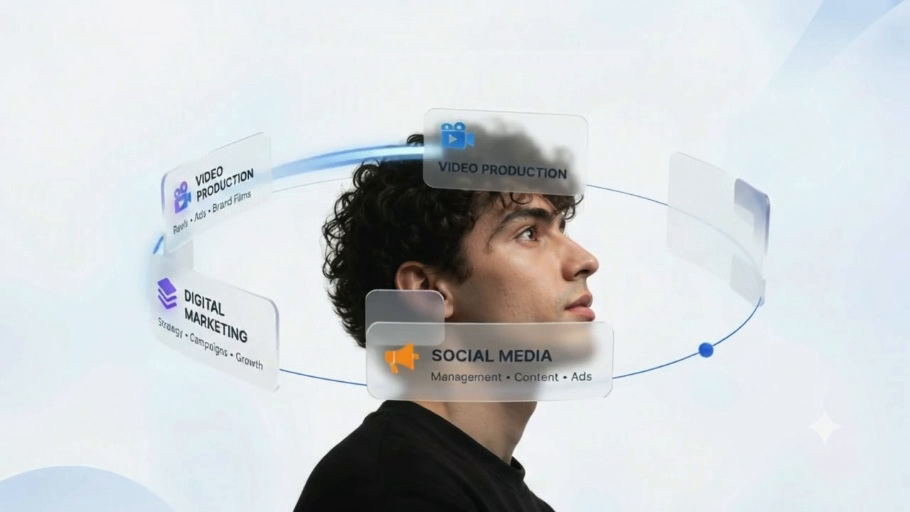 VIDEO PRODUCTION
VIDEO
PRODUCTION
Reels • Ads • Brand Films
DIGITAL
MARKETING
Strategy • Campaigns • Growth
SOCIAL MEDIA
Management • Content • Ads